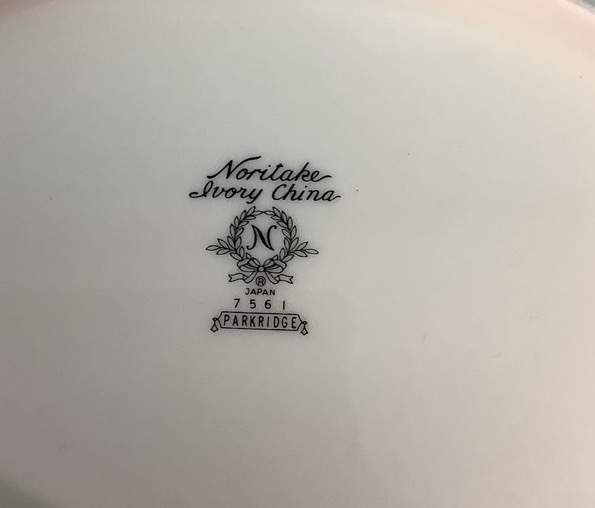 Noritake
Ivory China
N
®
JAPAN
7561
PARKRIDGE